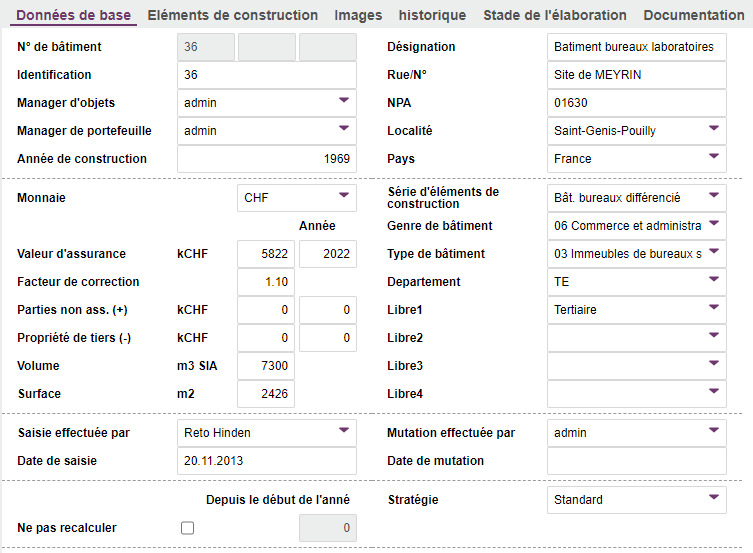 Données de base Eléments de construction Images historique Stade de l'élaboration Documentation
N° de bâtiment 36 Désignation Batiment bureaux laboratoires
Identification 36 Rue/N° Site de MEYRIN
Manager d'objets admin NPA 01630
Manager de portefeuille admin Localité Saint-Genis-Pouilly
Année de construction 1969 Pays France
Monnaie CHF Série d'éléments de
construction Bât. bureaux différencié
Année Genre de bâtiment 06 Commerce et administra
Valeur d'assurance kCHF 5822 2022 Type de bâtiment 03 Immeubles de bureaux s
Facteur de correction 1.10 Departement TE
Parties non ass. (+) kCHF 0 0 Libre1 Tertiaire
Propriété de tiers (-) kCHF 0 0 Libre2
Volume m3 SIA 7300 Libre3
Surface m2 2426 Libre4
Saisie effectuée par Reto Hinden Mutation effectuée par admin
Date de saisie 20.11.2013 Date de mutation
Depuis le début de l'anné Stratégie Standard
Ne pas recalculer 0